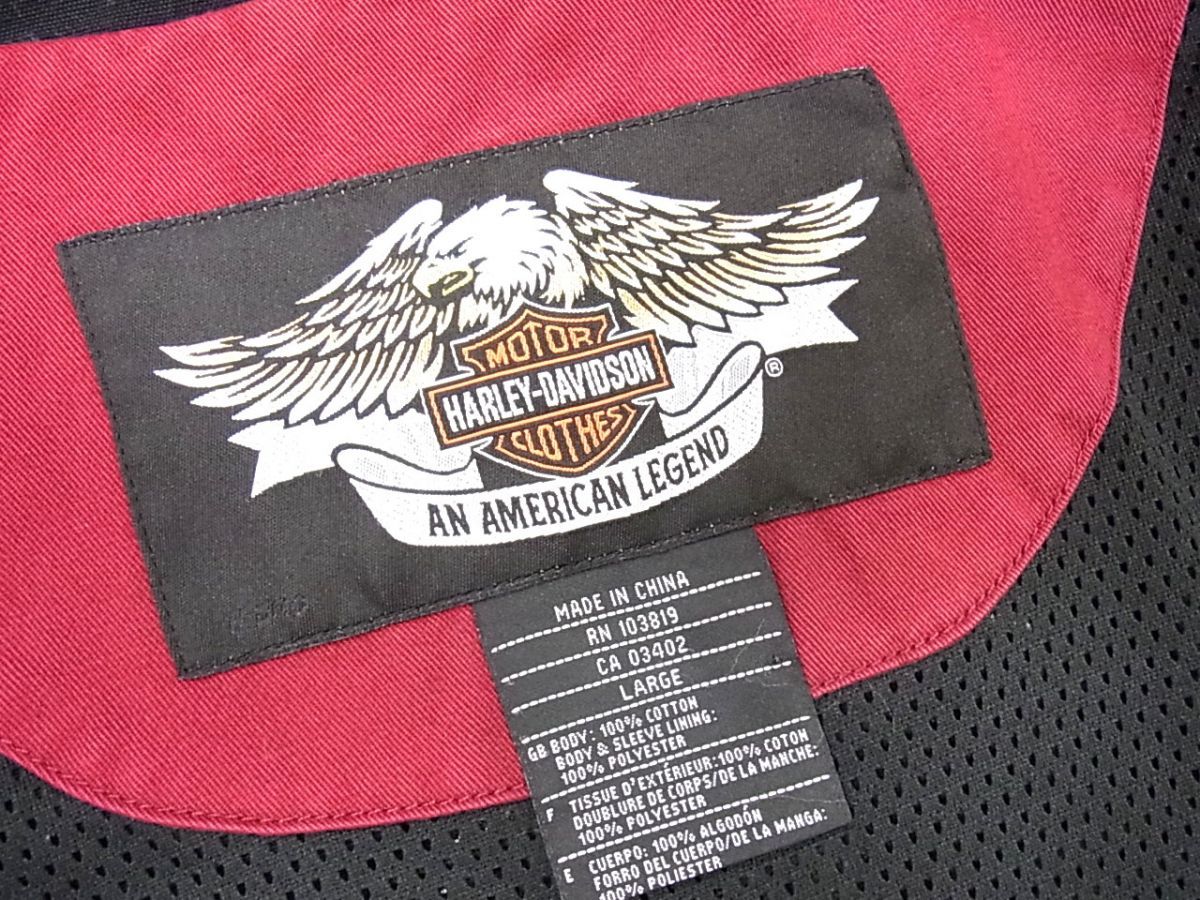 MOTOR
HARLEY-DAVIDSON
CLOTHES
®
AN AMERICAN LEGEND
MADE IN CHINA
RN 103819
CA 03402
LARGE
GB BODY: 100% COTTON
BODY & SLEEVE LINING:
100% POLYESTER
F TISSUE D'EXTÉRIEUR:100% COTON
DOUBLURE DE CORPS/DE LA MANCHE:
100% POLYESTER
E CUERPO: 100% ALGODÓN
FORRO DEL CUERPO/DE LA MANGA:
100% POLIESTER